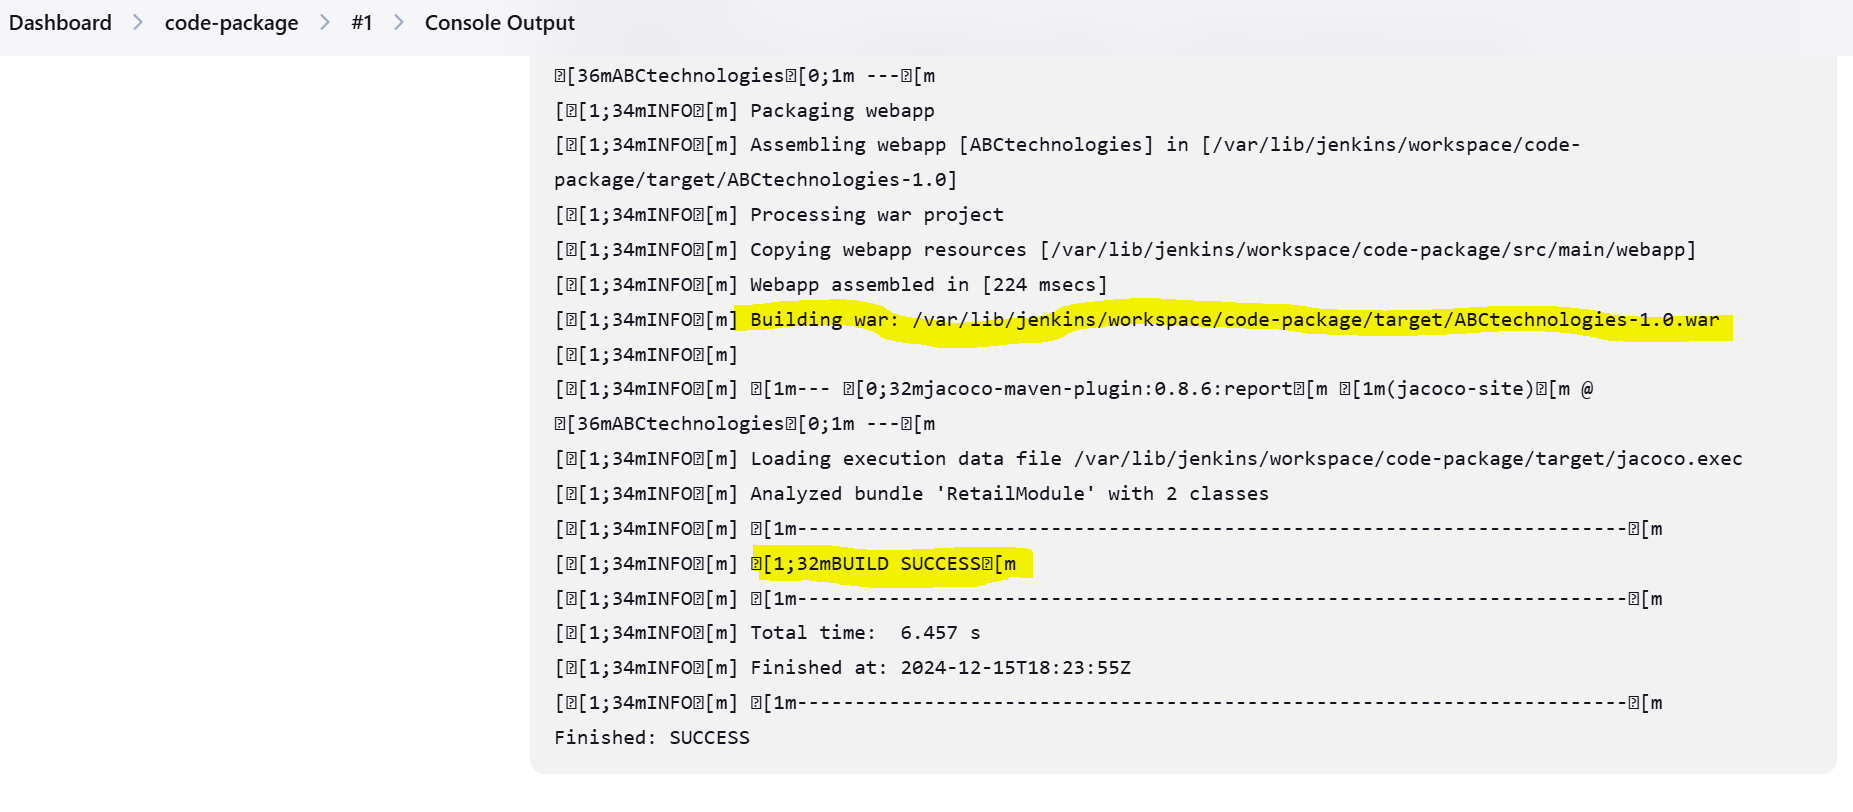 Dashboard > code-package > #1 > Console Output
␛[36mABCtechnologies␛[0;1m ---␛[m
[␛[1;34mINFO␛[m] Packaging webapp
[␛[1;34mINFO␛[m] Assembling webapp [ABCtechnologies] in [/var/lib/jenkins/workspace/code-
package/target/ABCtechnologies-1.0]
[␛[1;34mINFO␛[m] Processing war project
[␛[1;34mINFO␛[m] Copying webapp resources [/var/lib/jenkins/workspace/code-package/src/main/webapp]
[␛[1;34mINFO␛[m] Webapp assembled in [224 msecs]
[␛[1;34mINFO␛[m] Building war: /var/lib/jenkins/workspace/code-package/target/ABCtechnologies-1.0.war
[␛[1;34mINFO␛[m]
[␛[1;34mINFO␛[m] ␛[1m--- ␛[0;32mjacoco-maven-plugin:0.8.6:report␛[m ␛[1m(jacoco-site)␛[m @
␛[36mABCtechnologies␛[0;1m ---␛[m
[␛[1;34mINFO␛[m] Loading execution data file /var/lib/jenkins/workspace/code-package/target/jacoco.exec
[␛[1;34mINFO␛[m] Analyzed bundle 'RetailModule' with 2 classes
[␛[1;34mINFO␛[m] ␛[1m------------------------------------------------------------------------␛[m
[␛[1;34mINFO␛[m] ␛[1;32mBUILD SUCCESS␛[m
[␛[1;34mINFO␛[m] ␛[1m------------------------------------------------------------------------␛[m
[␛[1;34mINFO␛[m] Total time:  6.457 s
[␛[1;34mINFO␛[m] Finished at: 2024-12-15T18:23:55Z
[␛[1;34mINFO␛[m] ␛[1m------------------------------------------------------------------------␛[m
Finished: SUCCESS